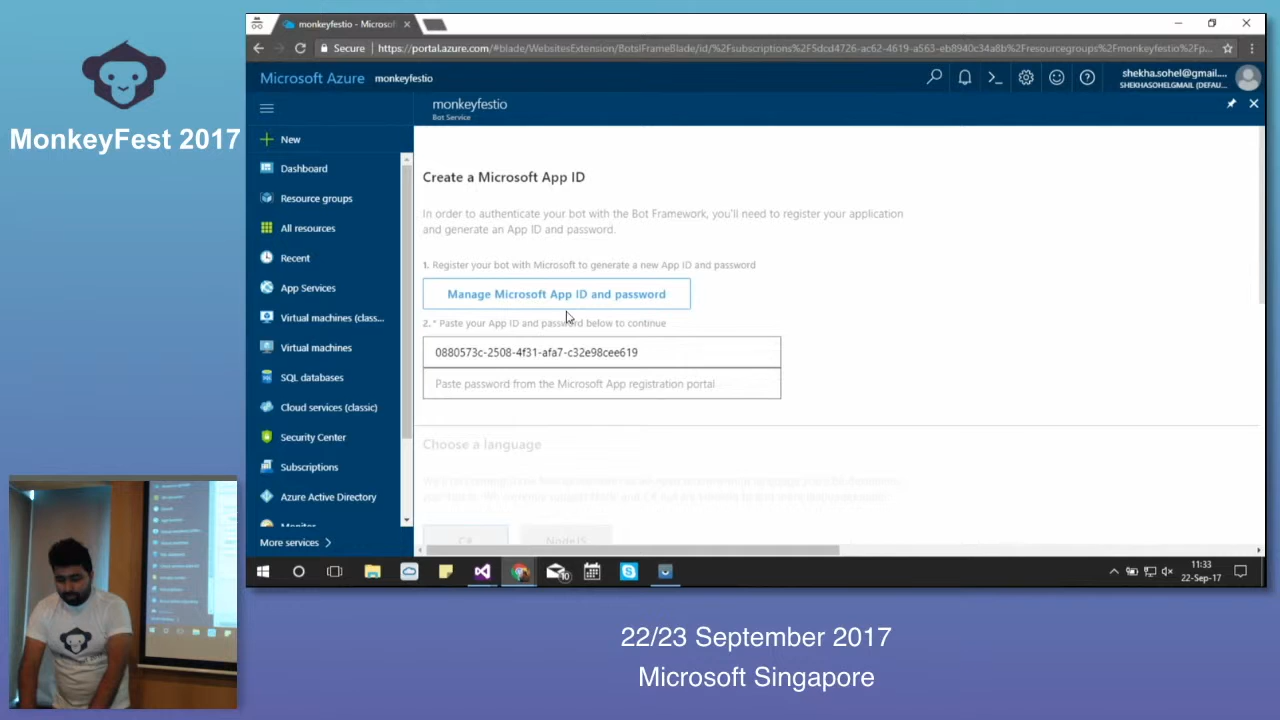 MonkeyFest 2017
monkeyfestio - Microsof
Secure
https://portal.azure.com/#blade/WebsitesExtension/BotsIFrameBlade/id/%2Fsubscriptions%2F5dcd4726-ac62-4619-a563-eb8940c34a8b%2Fresourcegroups%2Fmonkeyfestio%2Fp...
Microsoft Azure monkeyfestio
shekha.sohel@gmail....
SHEKHASOHELGMAIL (DEFAU...
monkeyfestio
Bot Service
New
Dashboard
Resource groups
All resources
Recent
App Services
Virtual machines (class...
Virtual machines
SQL databases
Cloud services (classic)
Security Center
Subscriptions
Azure Active Directory
Monitor
More services
Create a Microsoft App ID
In order to authenticate your bot with the Bot Framework, you'll need to register your application
and generate an App ID and password.
1. Register your bot with Microsoft to generate a new App ID and password
Manage Microsoft App ID and password
2. * Paste your App ID and password below to continue
0880573c-2508-4f31-afa7-c32e98cee619
Paste password from the Microsoft App registration portal
Choose a language
C#
NodeJS
10
11:33
22-Sep-17
22/23 September 2017
Microsoft Singapore